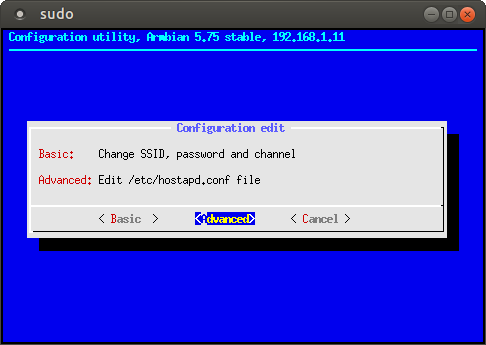 sudo
Configuration utility, Armbian 5.75 stable, 192.168.1.11
Configuration edit
Basic: Change SSID, password and channel
Advanced: Edit /etc/hostapd.conf file
< Basic > <Advanced> < Cancel >